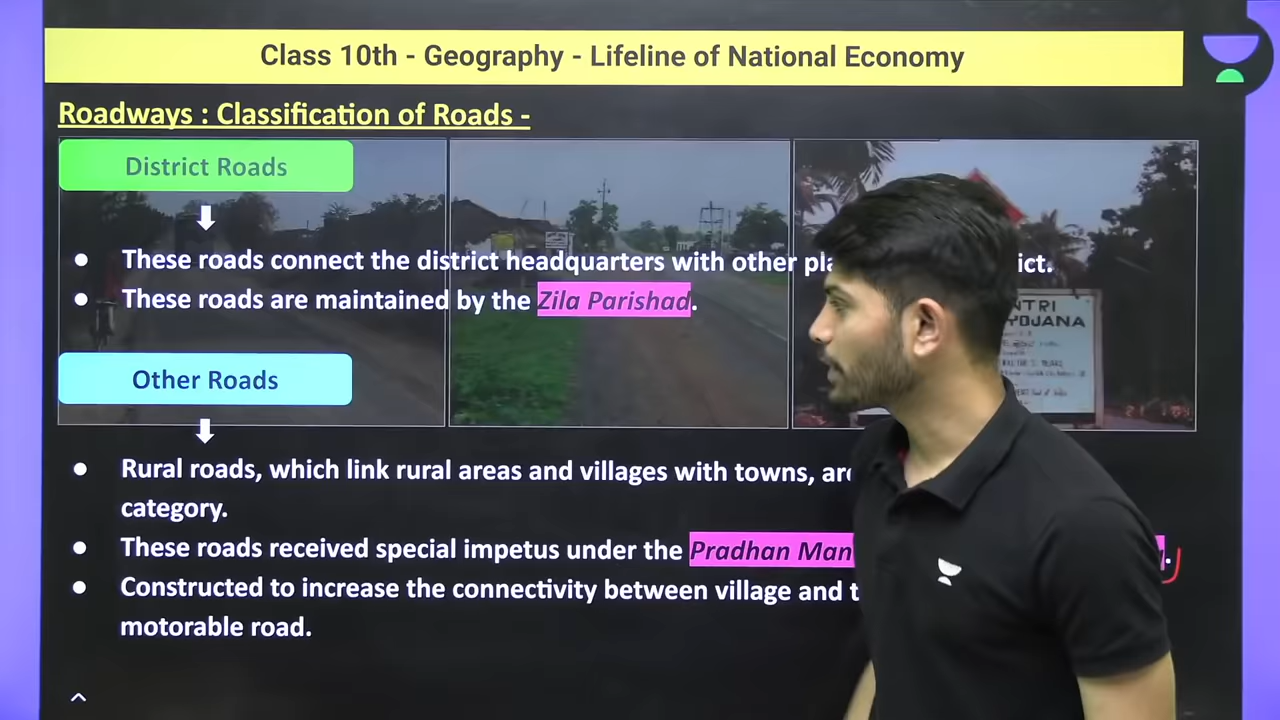 Class 10th - Geography - Lifeline of National Economy
Roadways : Classification of Roads -
District Roads
● These roads connect the district headquarters with other pla ict.
● These roads are maintained by the Zila Parishad.
NTRI
YOJANA
Other Roads
● Rural roads, which link rural areas and villages with towns, are
category.
● These roads received special impetus under the Pradhan Man
● Constructed to increase the connectivity between village and t
motorable road.